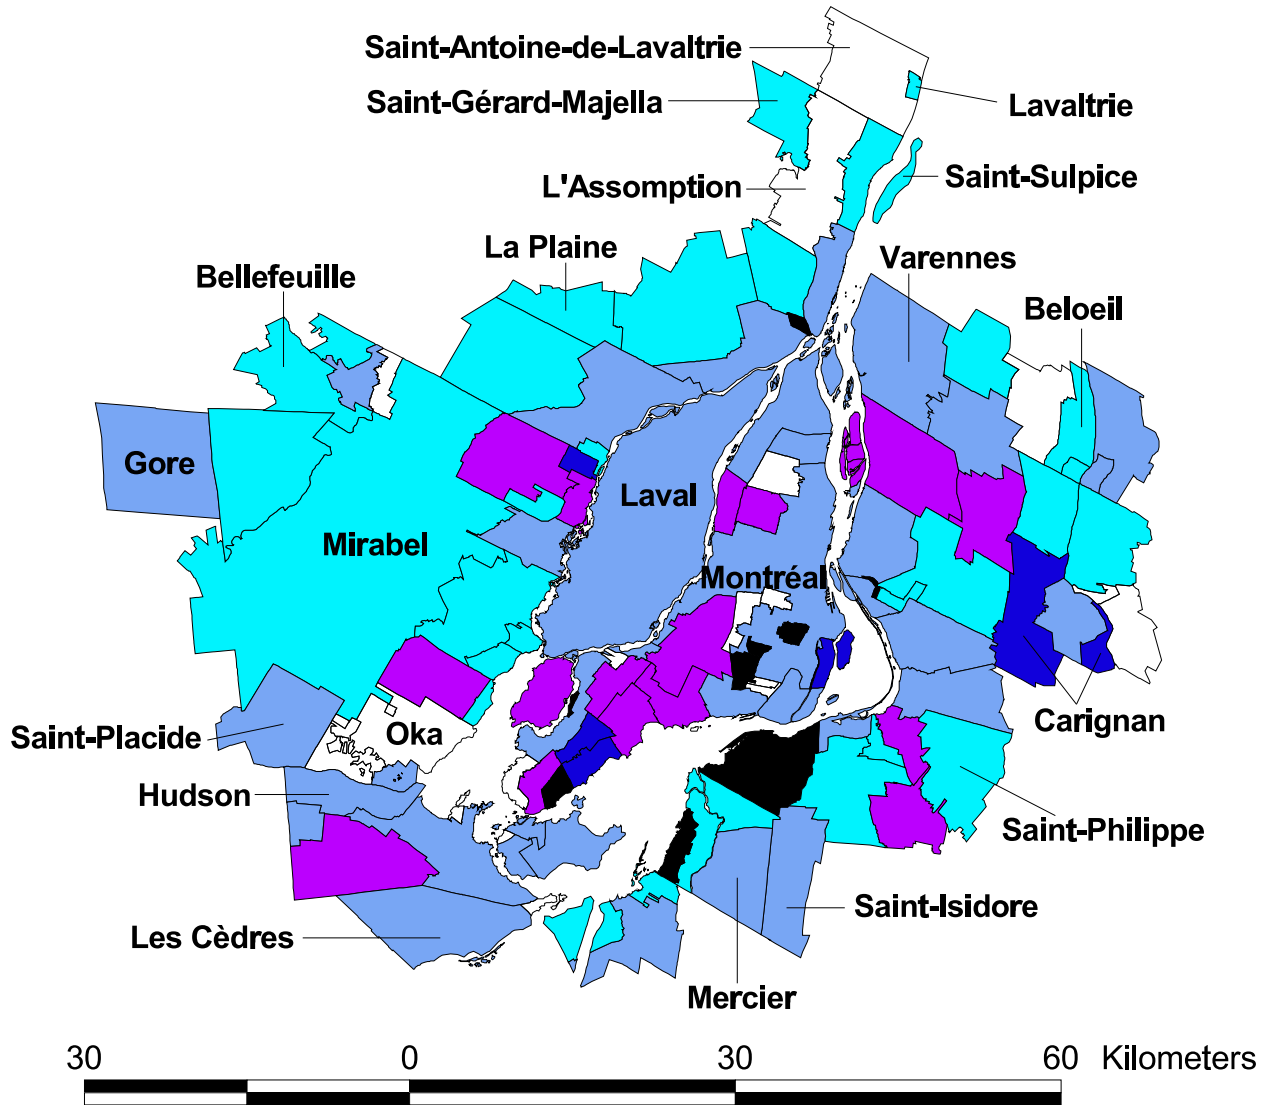 Saint-Antoine-de-Lavaltrie
Saint-Gérard-Majella
Lavaltrie
L'Assomption
Saint-Sulpice
La Plaine
Varennes
Bellefeuille
Beloeil
Gore
Laval
Mirabel
Montréal
Carignan
Saint-Placide
Oka
Hudson
Saint-Philippe
Saint-Isidore
Les Cèdres
Mercier
30 0 30 60 Kilometers